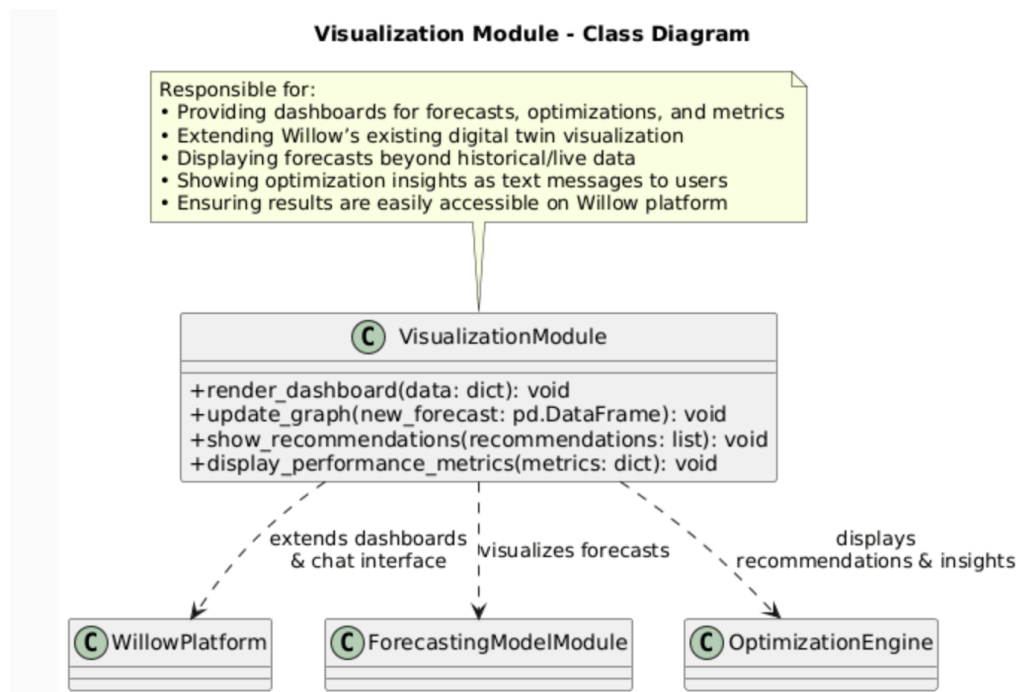 Visualization Module - Class Diagram
Responsible for:
• Providing dashboards for forecasts, optimizations, and metrics
• Extending Willow’s existing digital twin visualization
• Displaying forecasts beyond historical/live data
• Showing optimization insights as text messages to users
• Ensuring results are easily accessible on Willow platform
C VisualizationModule
+render_dashboard(data: dict): void
+update_graph(new_forecast: pd.DataFrame): void
+show_recommendations(recommendations: list): void
+display_performance_metrics(metrics: dict): void
extends dashboards
& chat interface
visualizes forecasts
displays
recommendations & insights
C WillowPlatform
C ForecastingModelModule
C OptimizationEngine